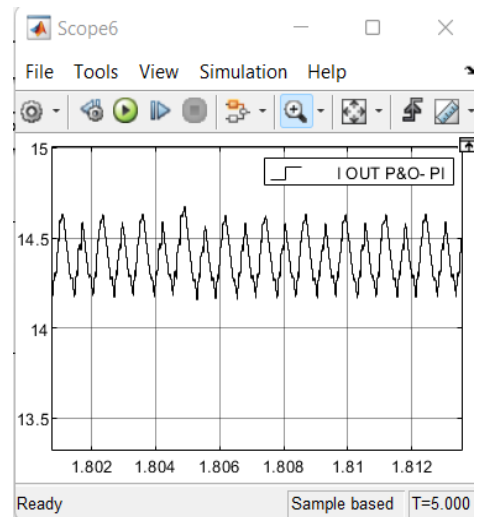 Scope6
File Tools View Simulation Help
I OUT P&O- PI
15
14.5
14
13.5
1.802 1.804 1.806 1.808 1.81 1.812
Ready Sample based T=5.000